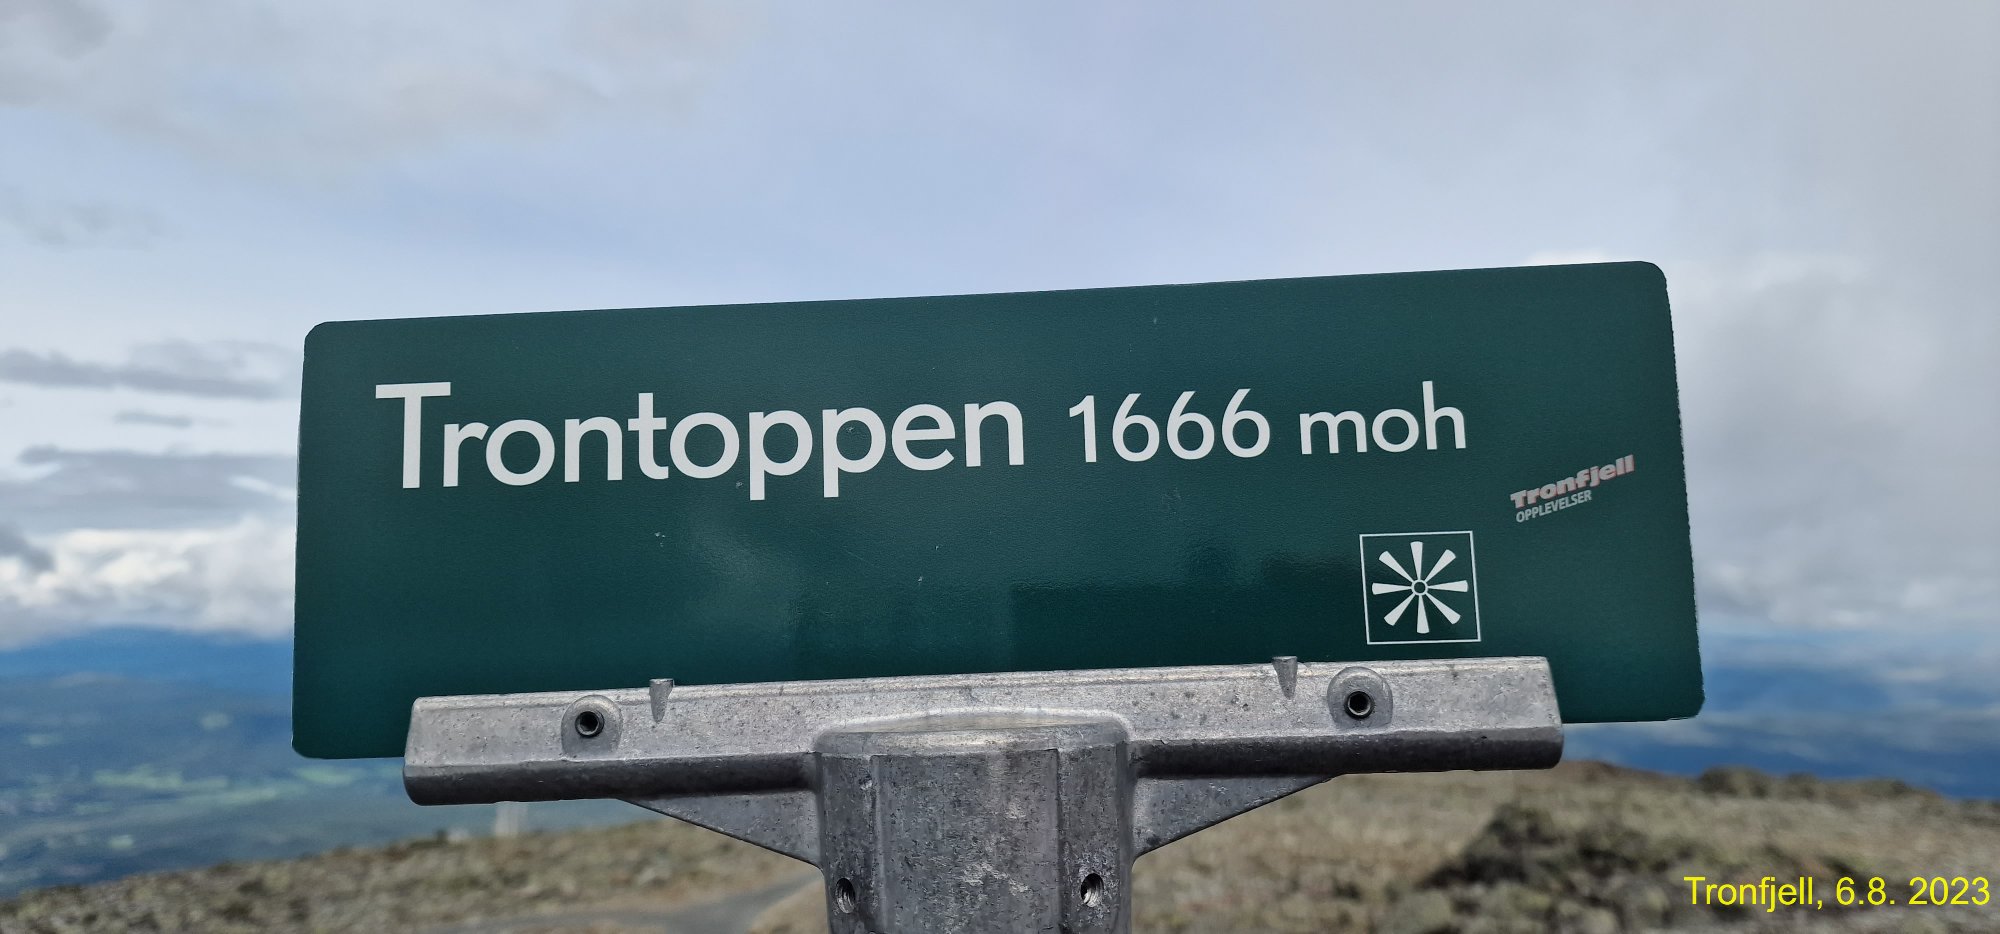 Trontoppen 1666 moh
Tronfjell
OPPLEVELSER
Tronfjell, 6.8. 2023